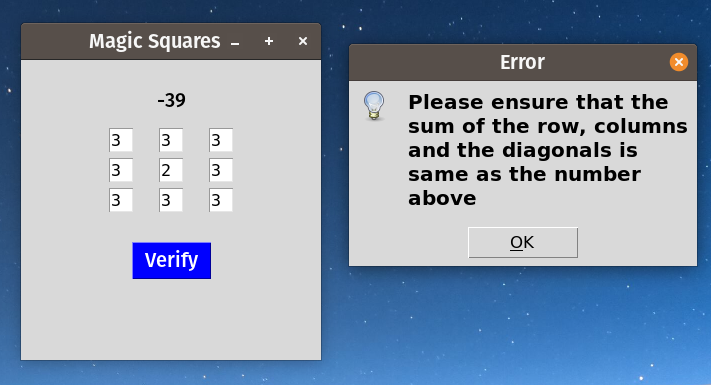 Magic Squares
-39
3 3 3
3 2 3
3 3 3
Verify
Error
Please ensure that the
sum of the row, columns
and the diagonals is
same as the number
above
OK